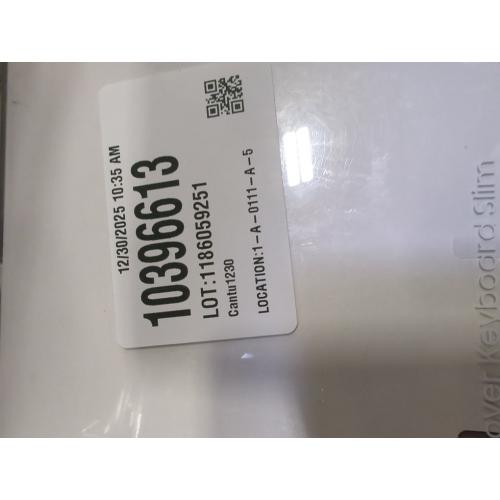 12/30/2025 10:35 AM
10396613
LOT:1186059251
Cantu1230
LOCATION:1-A-0111-A-5
over Keyboard slim